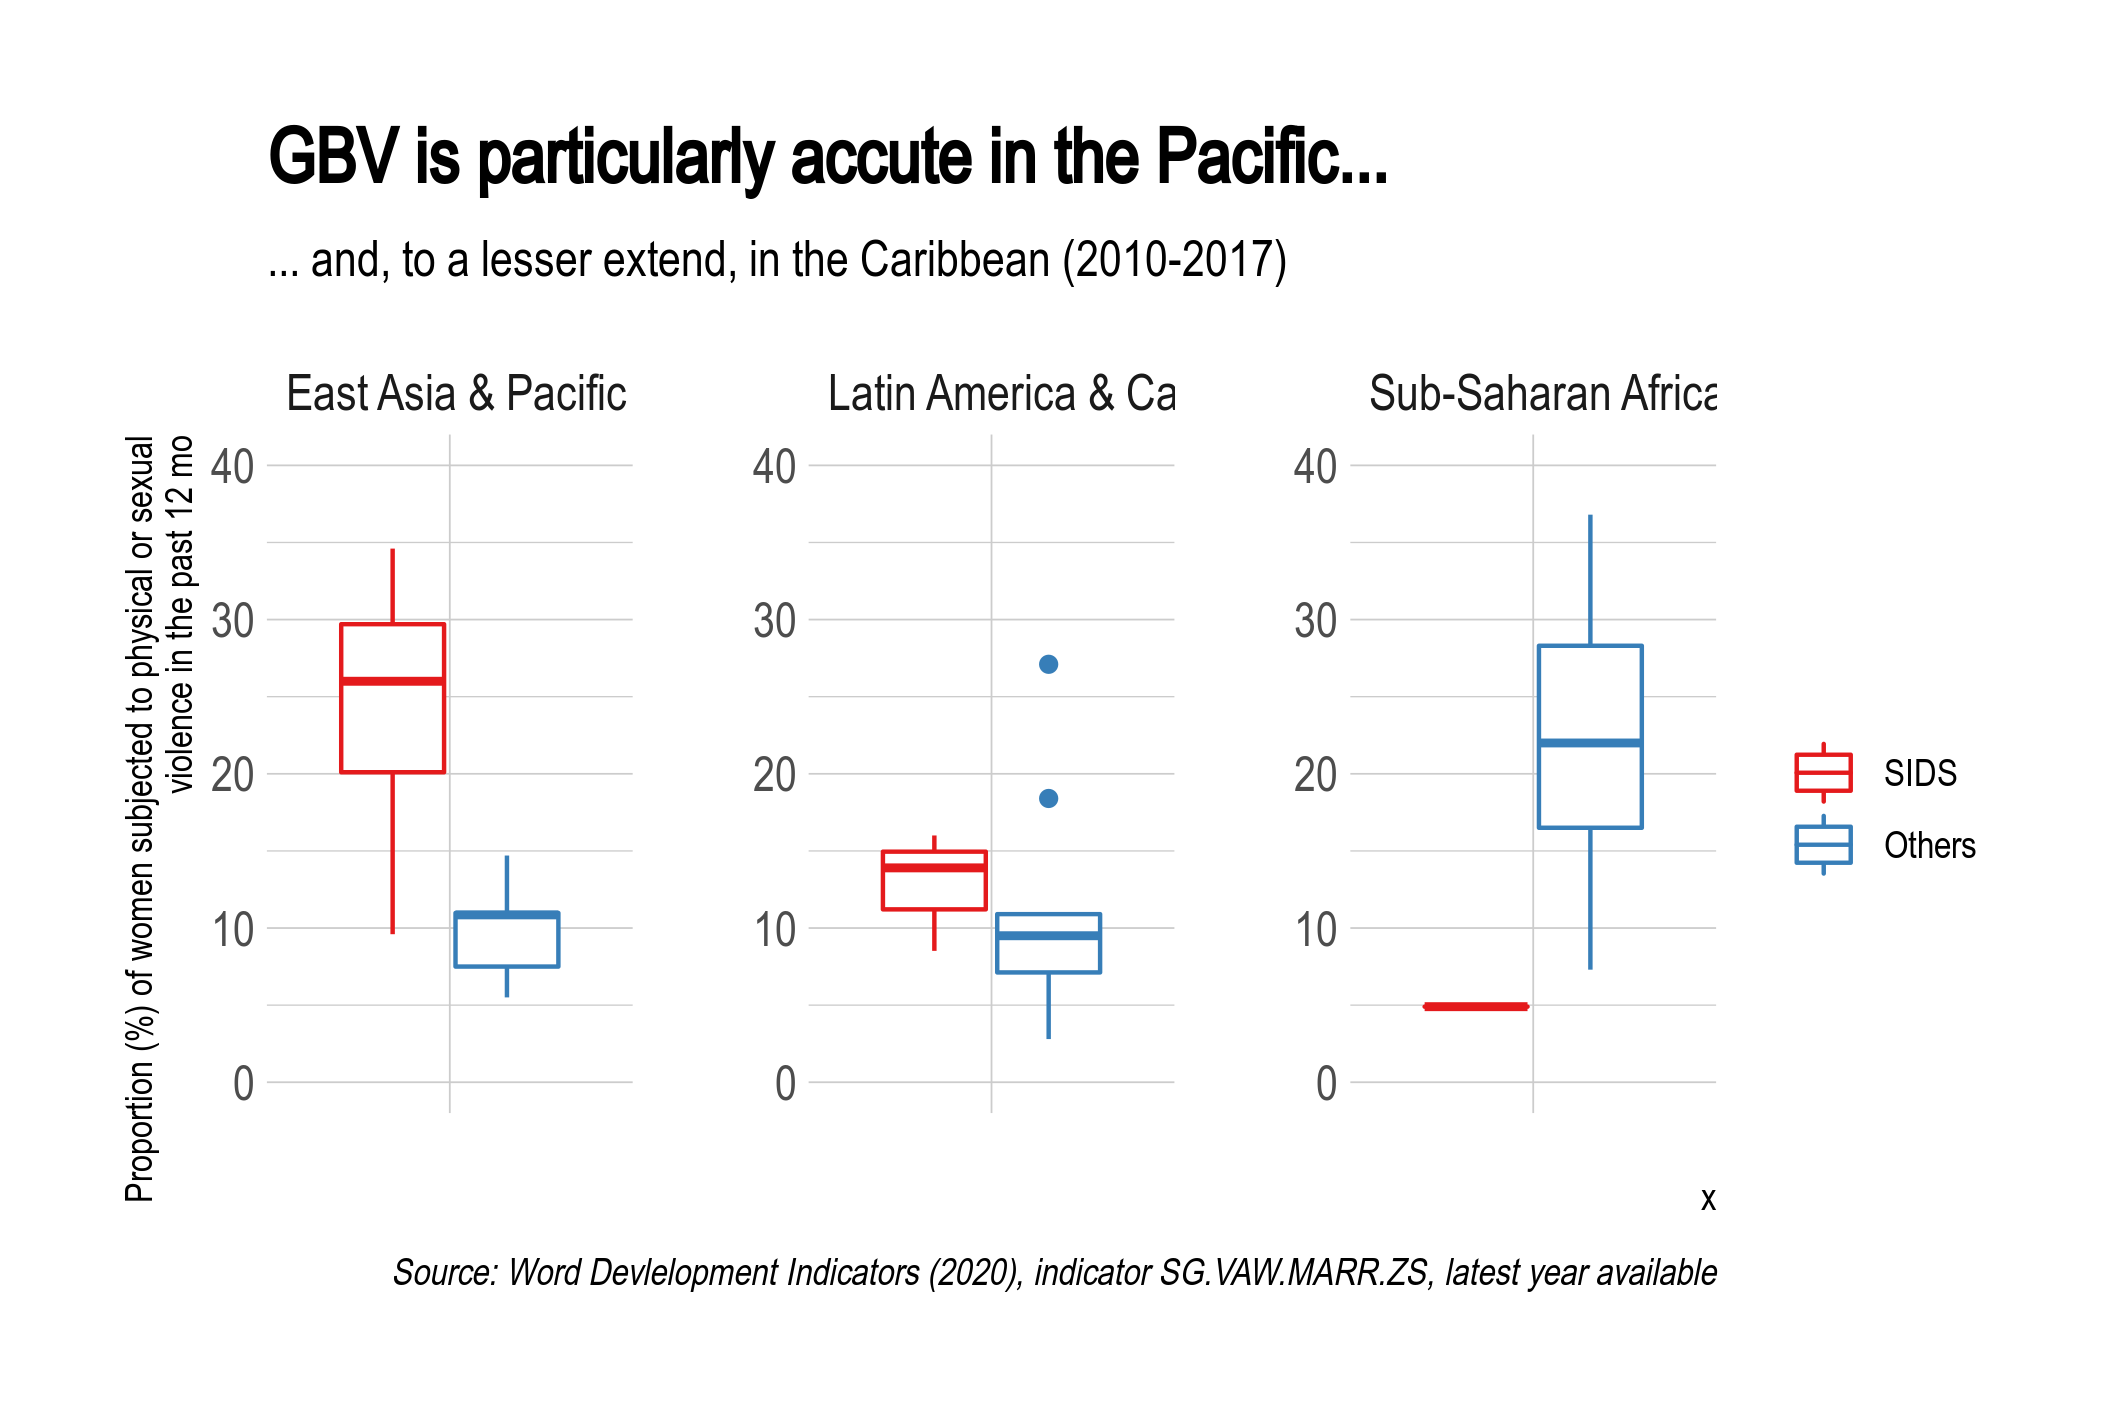 GBV is particularly accute in the Pacific...
... and, to a lesser extend, in the Caribbean (2010-2017)
East Asia & Pacific
Latin America & Ca
Sub-Saharan Africa
Proportion (%) of women subjected to physical or sexual
violence in the past 12 mo
40
30
20
10
0
40
30
20
10
0
40
30
20
10
0
SIDS
Others
x
Source: Word Devlelopment Indicators (2020), indicator SG.VAW.MARR.ZS, latest year available